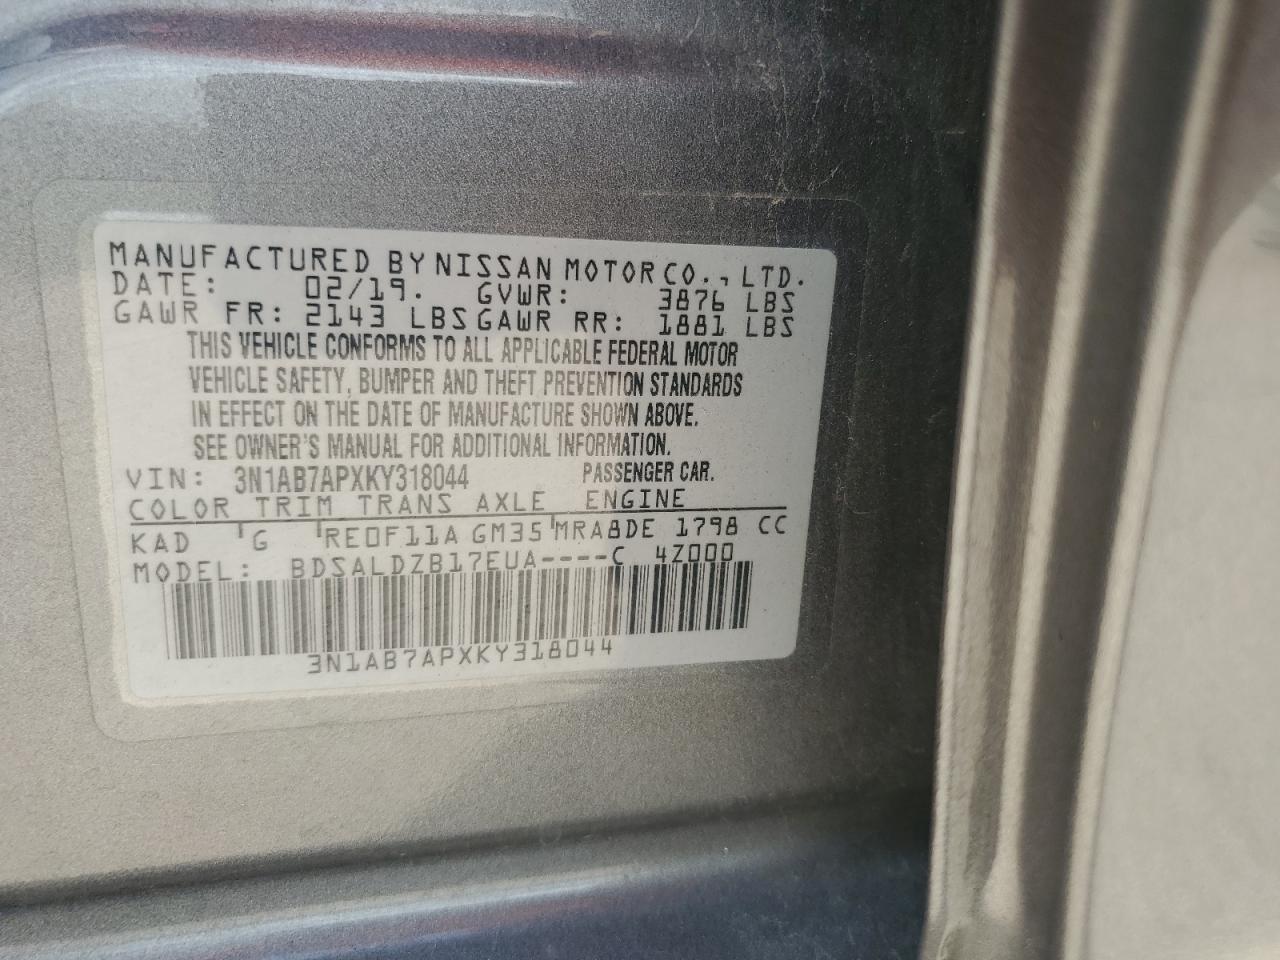 MANUFACTURED BY NISSAN MOTOR CO., LTD.
DATE: 02/19. GVWR: 3876 LBS
GAWR FR: 2143 LBS GAWR RR: 1881 LBS
THIS VEHICLE CONFORMS TO ALL APPLICABLE FEDERAL MOTOR
VEHICLE SAFETY, BUMPER AND THEFT PREVENTION STANDARDS
IN EFFECT ON THE DATE OF MANUFACTURE SHOWN ABOVE.
SEE OWNER'S MANUAL FOR ADDITIONAL INFORMATION.
VIN: 3N1AB7APXKY318044 PASSENGER CAR.
COLOR TRIM TRANS AXLE ENGINE
KAD G RE0F11A GM35 MRA8DE 1798 CC
MODEL: BDSALDZB17EUA----C 4Z000
3N1AB7APXKY318044